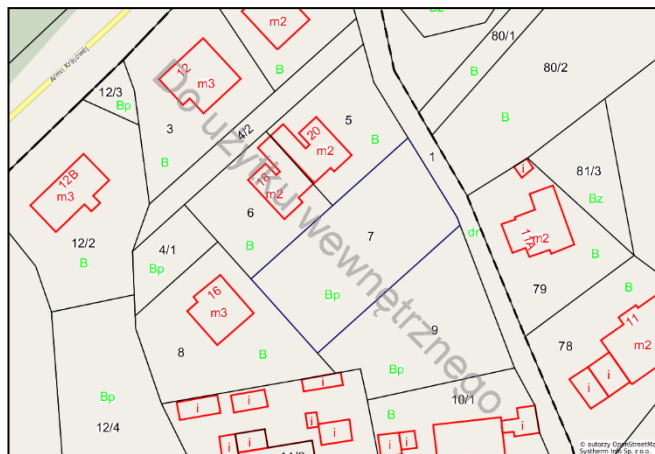 Bz
80/1
m2
80/2
Armii Krajowej
12
m3
B
B
12/3
Bp
4/2
5
B
3
20
m2
B
1
B
81/3
Bz
i
12B
m3
18
m2
6
7
dr
11A
m2
12/2
B
4/1
Bp
B
B
79
B
16
m3
Bp
11
m2
9
78
8
B
Bp
i
i
i
i
i
Bp
12/4
i
i
B
10/1
i
i
i
i
i
Do użytku wewnętrznego
© autorzy OpenStreetMa
Systherm Info Sp. z o.o.